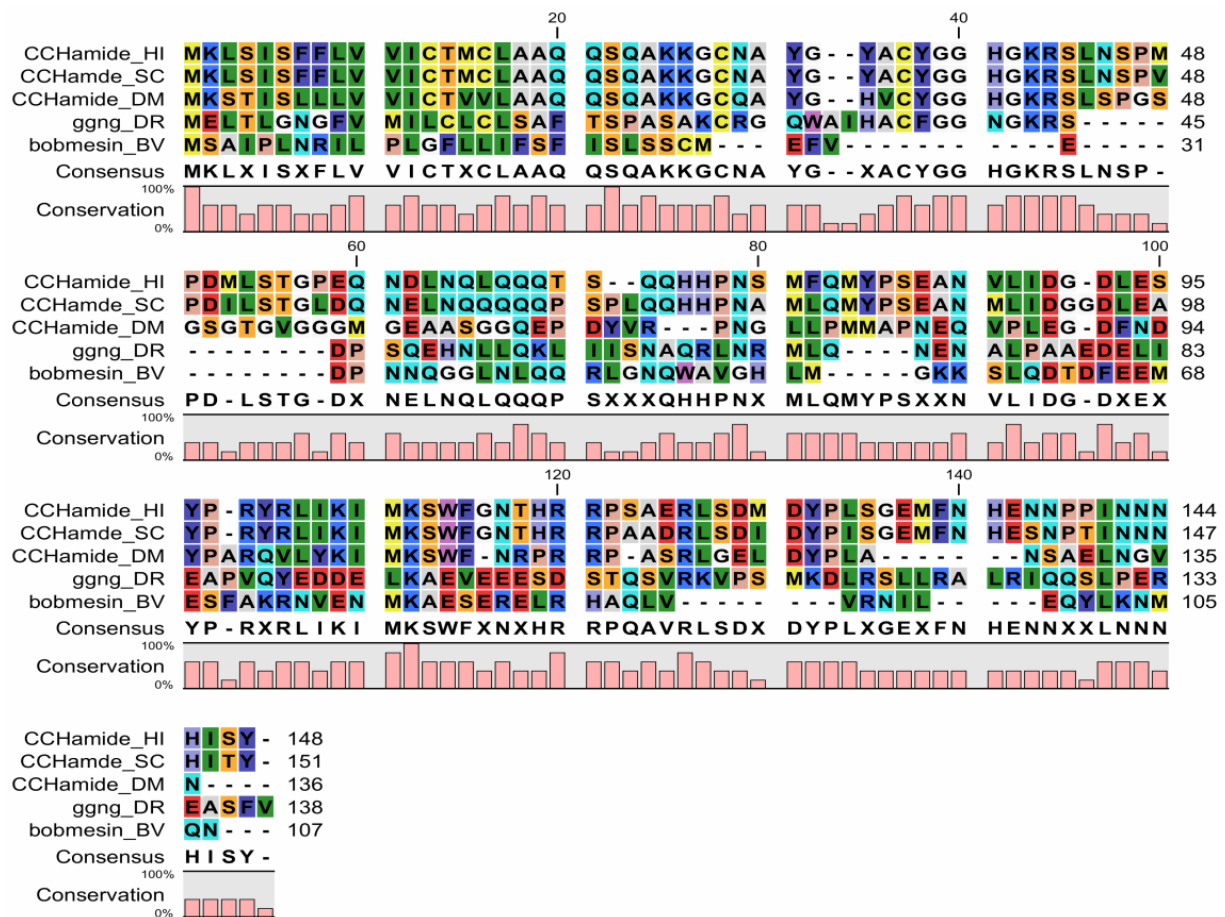 20 40
CCHamide_HI MKLSISFFLV VICTMCLAAQ QSQAKKGCNA YG--YACYGG HGKRSLNSPM 48
CCHamde_SC MKLSISFFLV VICTMCLAAQ QSQAKKGCNA YG--YACYGG HGKRSLNSPV 48
CCHamide_DM MKSTISLLLV VICTVVLAAQ QSQAKKGCQA YG--HVCYGG HGKRSLSPGS 48
ggng_DR MELTLGNGFV MILCLCLSAF TSPASAKCRG QWAIHACFGG NGKRS----- 45
bobmesin_BV MSAIPLNRIL PLGFLLIFSF ISLSSCM--- EFV------- ----E----- 31
Consensus MKLXISXFLV VICTXCLAAQ QSQAKKGCNA YG--XACYGG HGKRSLNSP-
100%
Conservation
0%
60 80 100
CCHamide_HI PDMLSTGPEQ NDLNQLQQQT S--QQHHPNS MFQMYPSEAN VLIDG-DLES 95
CCHamde_SC PDILSTGLDQ NELNQQQQQP SPLQQHHPNA MLQMYPSEAN MLIDGGDLEA 98
CCHamide_DM GSGTGVGGGM GEAASGGQEP DYVR---PNG LLPMMAPNEQ VPLEG-DFND 94
ggng_DR --------DP SQEHNLLQKL IISNAQRLNR MLQ----NEN ALPAAEDELI 83
bobmesin_BV --------DP NNQGGLNLQQ RLGNQWAVGH LM-----GKK SLQDTDFEEM 68
Consensus PD-LSTG-DX NELNQLQQQP SXXXQHHPNX MLQMYPSXXN VLIDG-DXEX
100%
Conservation
0%
120 140
CCHamide_HI YP-RYRLIKI MKSWFGNTHR RPSAERLSDM DYPLSGEMFN HENNPPINNN 144
CCHamde_SC YP-RYRLIKI MKSWFGNTHR RPAADRLSDI DYPISGEMFN HESNPTINNN 147
CCHamide_DM YPARQVLYKI MKSWF-NRPR RP-ASRLGEL DYPLA----- --NSAELNGV 135
ggng_DR EAPVQYEDDE LKAEVEEESD STQSVRKVPS MKDLRSLLRA LRIQQSLPER 133
bobmesin_BV ESFAKRNVEN MKAESERELR HAQLV----- ---VRNIL-- ---EQYLKNM 105
Consensus YP-RXRLIKI MKSWFXNXHR RPQAVRLSDX DYPLXGEXFN HENNXXLNNN
100%
Conservation
0%
CCHamide_HI HISY- 148
CCHamde_SC HITY- 151
CCHamide_DM N---- 136
ggng_DR EASFV 138
bobmesin_BV QN--- 107
Consensus HISY-
100%
Conservation
0%